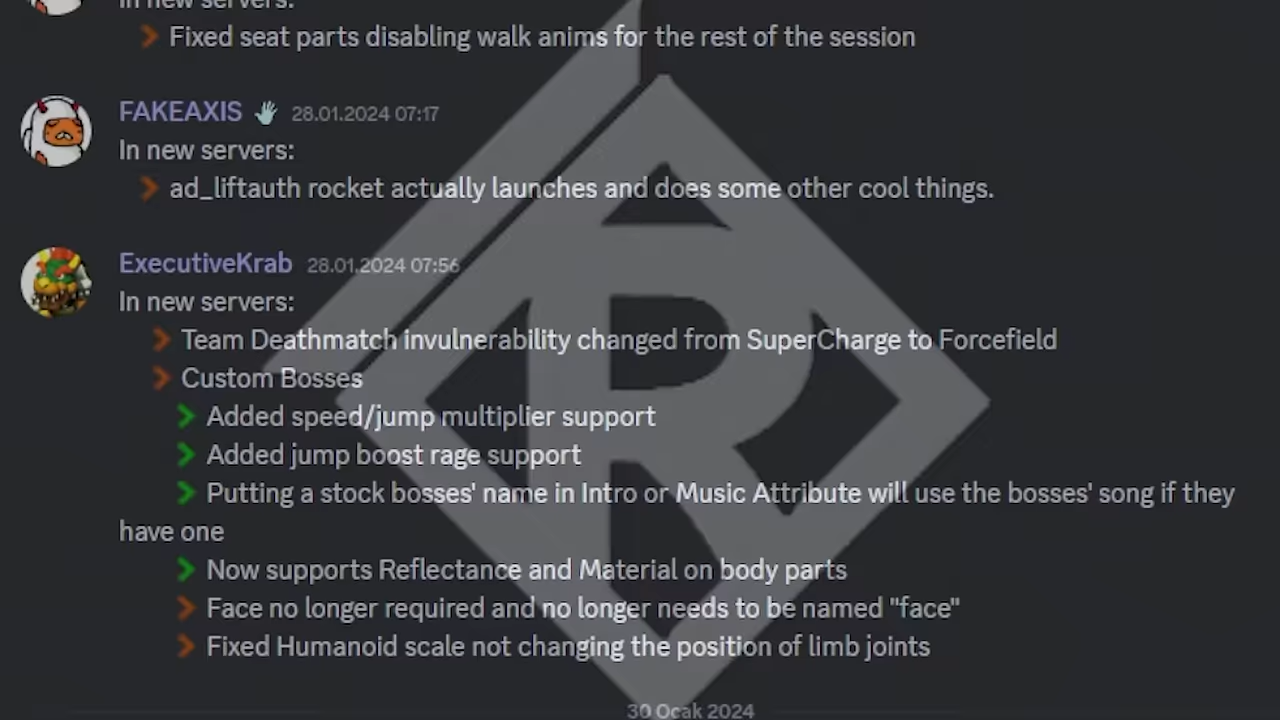 In new servers:
Fixed seat parts disabling walk anims for the rest of the session
FAKEAXIS 28.01.2024 07:17
In new servers:
ad_liftauth rocket actually launches and does some other cool things.
ExecutiveKrab 28.01.2024 07:56
In new servers:
Team Deathmatch invulnerability changed from SuperCharge to Forcefield
Custom Bosses
Added speed/jump multiplier support
Added jump boost rage support
Putting a stock bosses' name in Intro or Music Attribute will use the bosses' song if they
have one
Now supports Reflectance and Material on body parts
Face no longer required and no longer needs to be named "face"
Fixed Humanoid scale not changing the position of limb joints
30 Ocak 2024